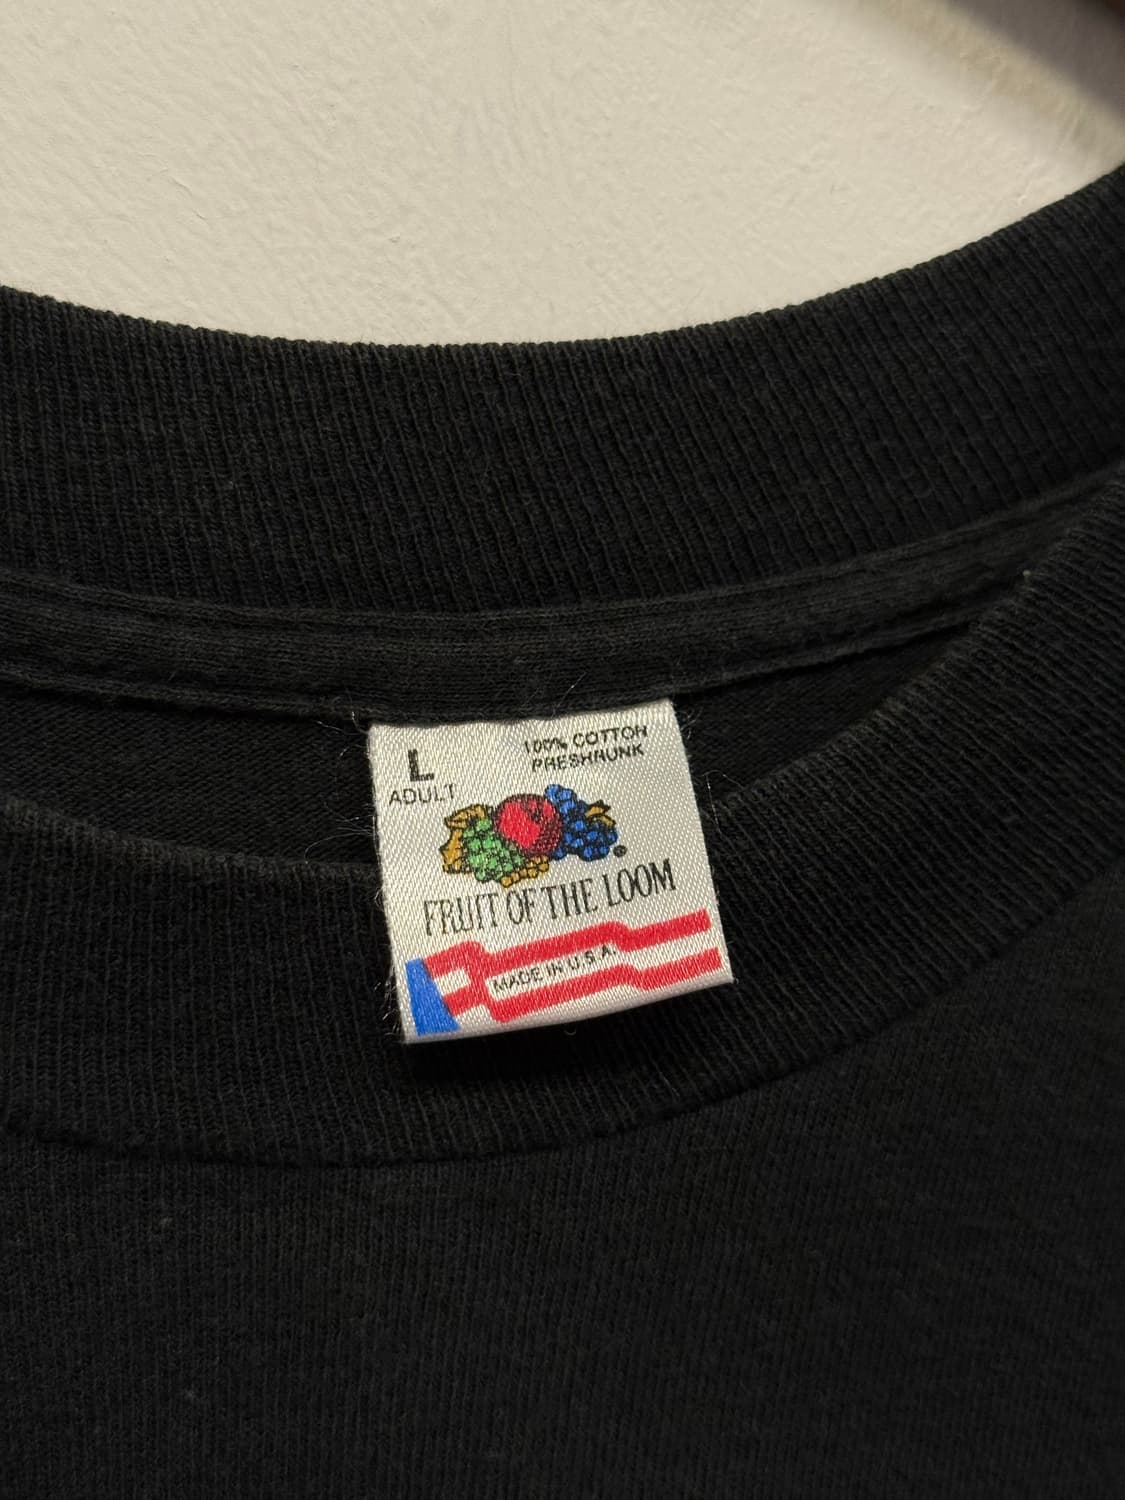 L
ADULT
100% COTTON
PRESHRUNK
®
FRUIT OF THE LOOM
MADE IN U.S.A.